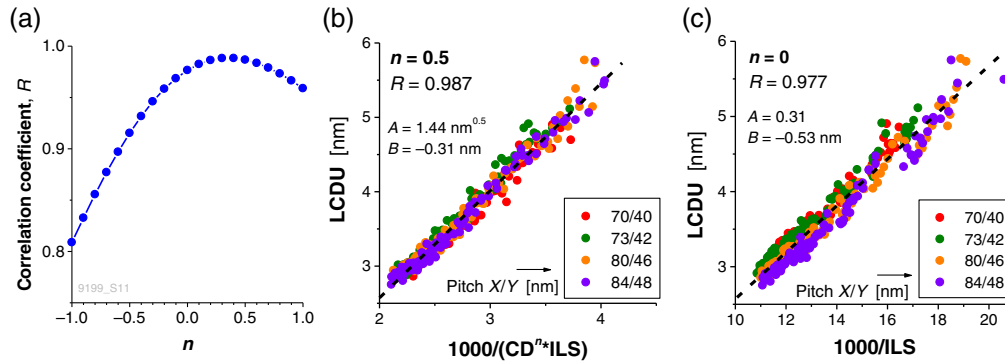 (a)
Correlation coefficient, R
1.0
0.9
0.8
9199_S11
−1.0
−0.5
0.0
0.5
1.0
n
(b)
LCDU [nm]
6
5
4
3
n = 0.5
R = 0.987
A = 1.44 nm^0.5
B = −0.31 nm
70/40
73/42
80/46
84/48
Pitch X/Y → [nm]
2
3
4
1000/(CD^n*ILS)
(c)
LCDU [nm]
6
5
4
3
n = 0
R = 0.977
A = 0.31
B = −0.53 nm
70/40
73/42
80/46
84/48
Pitch X/Y → [nm]
10
12
14
16
18
20
1000/ILS